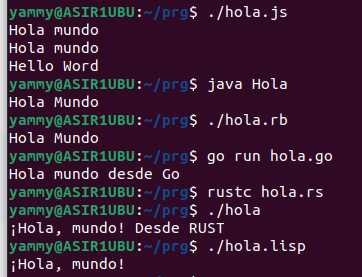 yammy@ASIR1UBU:~/prg$ ./hola.js
Hola mundo
Hola mundo
Hello Word
yammy@ASIR1UBU:~/prg$ java Hola
Hola Mundo
yammy@ASIR1UBU:~/prg$ ./hola.rb
Hola Mundo
yammy@ASIR1UBU:~/prg$ go run hola.go
Hola mundo desde Go
yammy@ASIR1UBU:~/prg$ rustc hola.rs
yammy@ASIR1UBU:~/prg$ ./hola
¡Hola, mundo! Desde RUST
yammy@ASIR1UBU:~/prg$ ./hola.lisp
¡Hola, mundo!